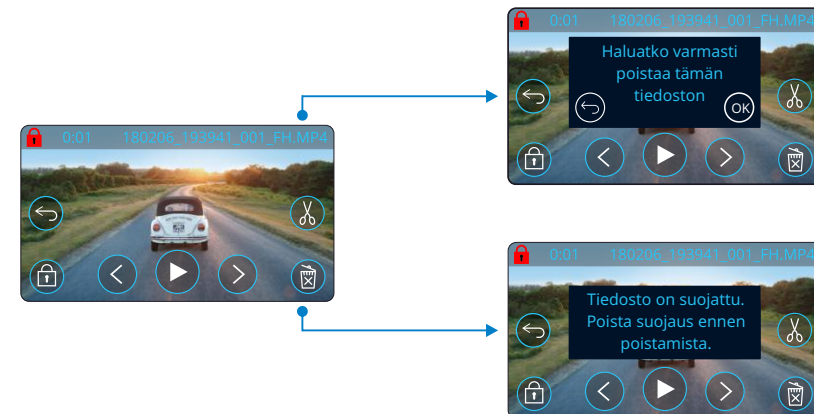 0:01 180206_193941_001_FH.MP4
Haluatko varmasti
poistaa tämän
tiedoston
OK
0:01 180206_193941_001_FH.MP4
0:01 180206_193941_001_FH.MP4
Tiedosto on suojattu.
Poista suojaus ennen
poistamista.